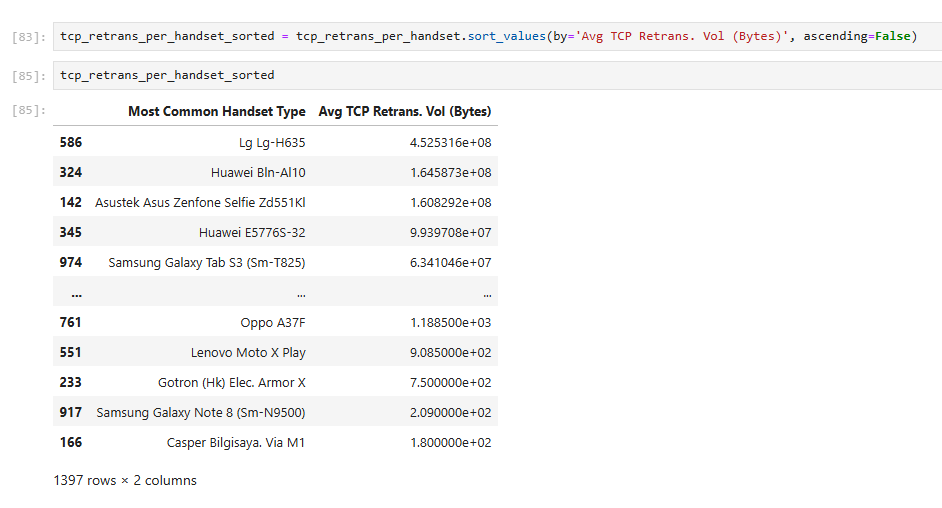 [83]: tcp_retrans_per_handset_sorted = tcp_retrans_per_handset.sort_values(by='Avg TCP Retrans. Vol (Bytes)', ascending=False)
[85]: tcp_retrans_per_handset_sorted
[85]: Most Common Handset Type Avg TCP Retrans. Vol (Bytes)
586 Lg Lg-H635 4.525316e+08
324 Huawei Bln-Al10 1.645873e+08
142 Asustek Asus Zenfone Selfie Zd551Kl 1.608292e+08
345 Huawei E5776S-32 9.939708e+07
974 Samsung Galaxy Tab S3 (Sm-T825) 6.341046e+07
... ... ...
761 Oppo A37F 1.188500e+03
551 Lenovo Moto X Play 9.085000e+02
233 Gotron (Hk) Elec. Armor X 7.500000e+02
917 Samsung Galaxy Note 8 (Sm-N9500) 2.090000e+02
166 Casper Bilgisaya. Via M1 1.800000e+02
1397 rows × 2 columns